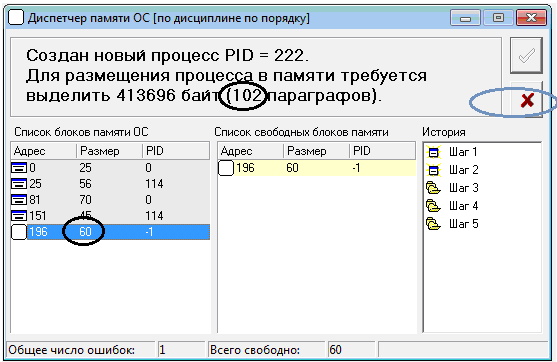 Диспетчер памяти ОС [по дисциплине по порядку]
Создан новый процесс PID = 222.
Для размещения процесса в памяти требуется
выделить 413696 байт (102 параграфов).
Список блоков памяти ОС Список свободных блоков памяти История
Адрес Размер PID Адрес Размер PID
0 25 0 196 60 -1 Шаг 1
25 56 114 Шаг 2
81 70 0 Шаг 3
151 45 114 Шаг 4
196 60 -1 Шаг 5
Общее число ошибок: 1 Всего свободно: 60